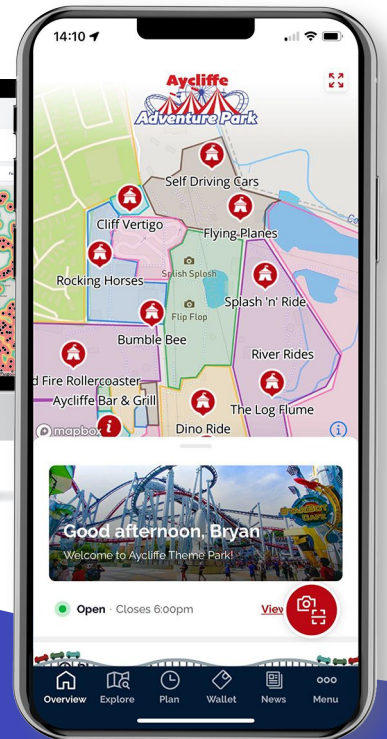 14:10
Aycliffe
Adventure Park
Self Driving Cars
Cliff Vertigo
Flying Planes
Splish Splosh
Rocking Horses
Splash 'n' Ride
Flip Flop
Bumble Bee
River Rides
d Fire Rollercoaster
Aycliffe Bar & Grill
The Log Flume
mapbox
Dino Ride
Good afternoon, Bryan
Welcome to Aycliffe Theme Park!
Open · Closes 6:00pm
View
Overview Explore Plan Wallet News Menu